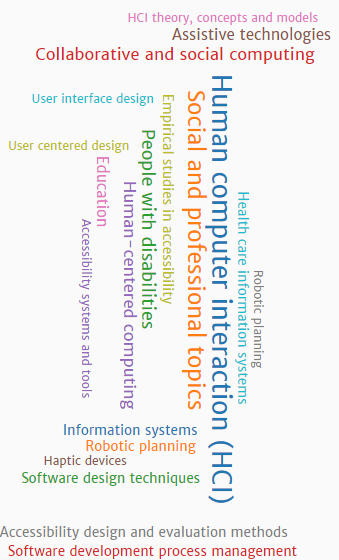 HCI theory, concepts and models
Assistive technologies
Collaborative and social computing
User interface design
User centered design
Education
Accessibility systems and tools
Human-centered computing
People with disabilities
Empirical studies in accessibility
Social and professional topics
Human computer interaction (HCI)
Health care information systems
Robotic planning
Information systems
Robotic planning
Haptic devices
Software design techniques
Accessibility design and evaluation methods
Software development process management